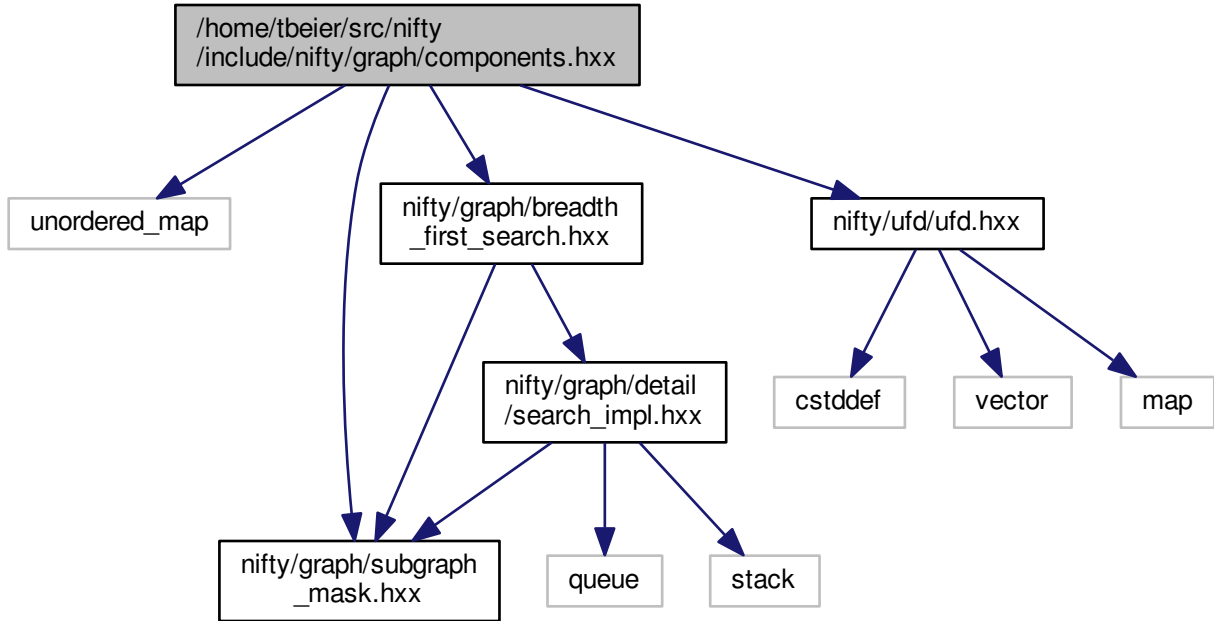 /home/tbeier/src/nifty
/include/nifty/graph/components.hxx
unordered_map
nifty/graph/breadth
_first_search.hxx
nifty/ufd/ufd.hxx
nifty/graph/detail
/search_impl.hxx
cstddef
vector
map
nifty/graph/subgraph
_mask.hxx
queue
stack